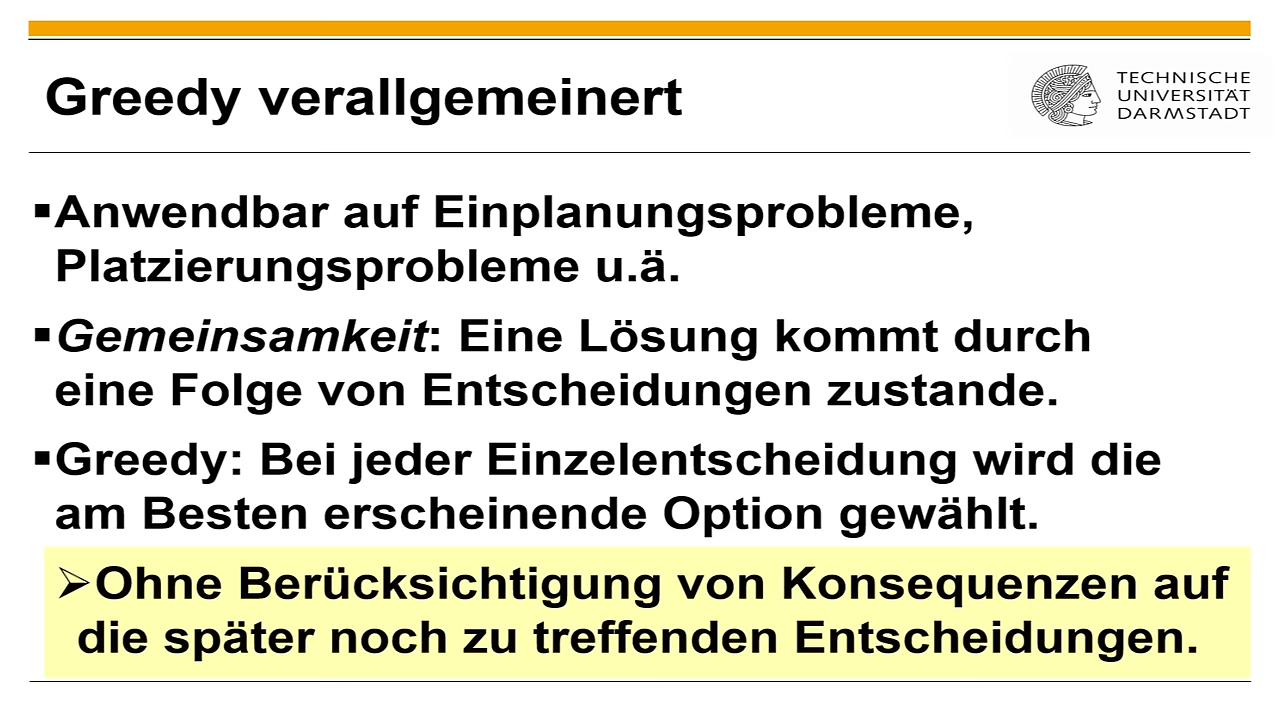 Greedy verallgemeinert
TECHNISCHE
UNIVERSITÄT
DARMSTADT
▪Anwendbar auf Einplanungsprobleme,
Platzierungsprobleme u.ä.
▪Gemeinsamkeit: Eine Lösung kommt durch
eine Folge von Entscheidungen zustande.
▪Greedy: Bei jeder Einzelentscheidung wird die
am Besten erscheinende Option gewählt.
➢Ohne Berücksichtigung von Konsequenzen auf
die später noch zu treffenden Entscheidungen.